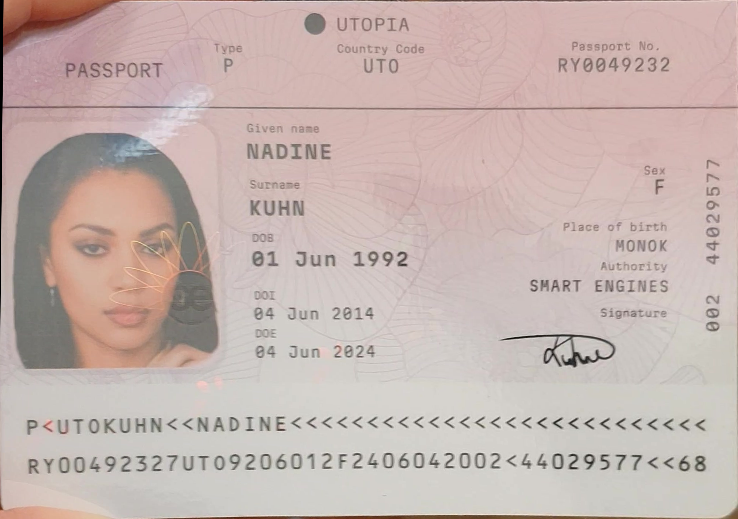 UTOPIA
PASSPORT
Type
P
Country Code
UTO
Passport No.
RY0049232
Given name
NADINE
Surname
KUHN
DOB
01 Jun 1992
DOI
04 Jun 2014
DOE
04 Jun 2024
Sex
F
Place of birth
MONOK
Authority
SMART ENGINES
Signature
002 44029577
P<UTOKUHN<<NADINE<<<<<<<<<<<<<<<<<<<<<<<<<<<
RY00492327UTO9206012F2406042002<44029577<<68